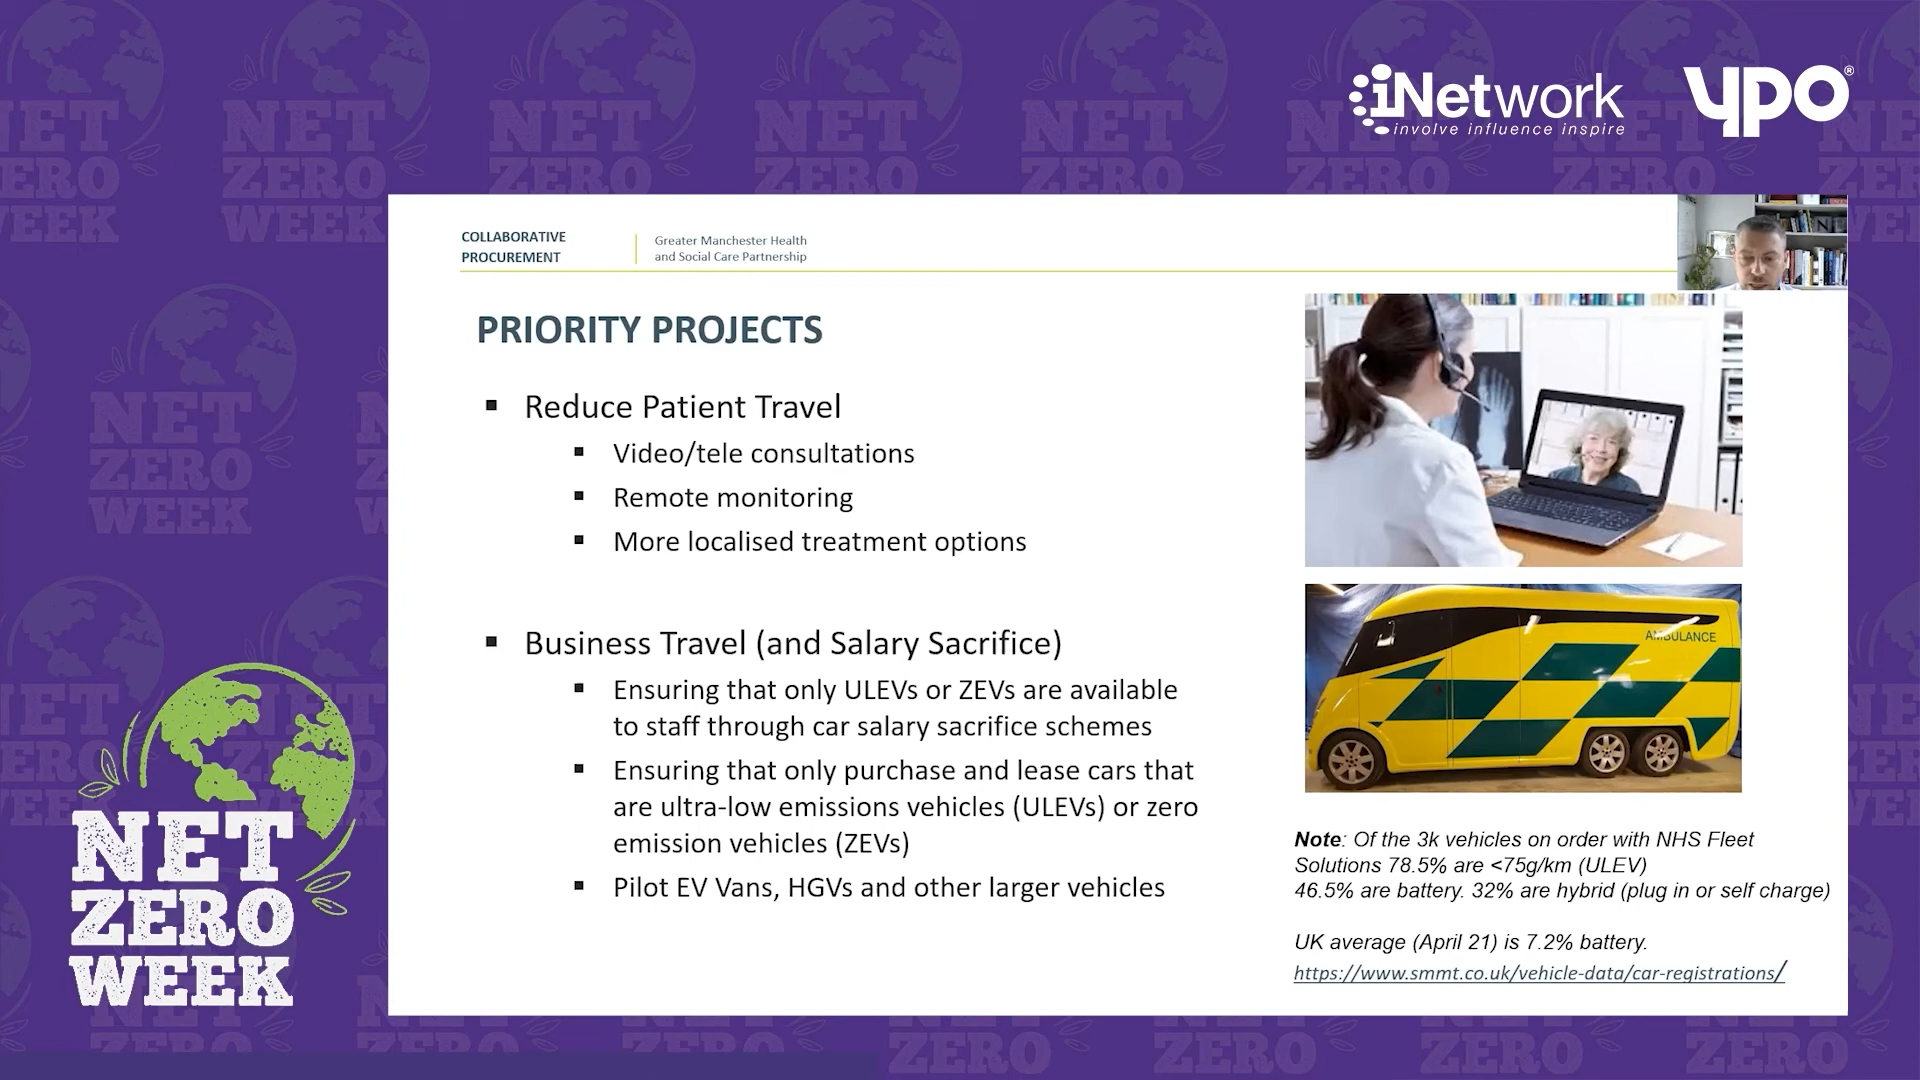 iNetwork
involve influence inspire
ypo®
COLLABORATIVE
PROCUREMENT
Greater Manchester Health
and Social Care Partnership
PRIORITY PROJECTS
▪ Reduce Patient Travel
▪ Video/tele consultations
▪ Remote monitoring
▪ More localised treatment options
▪ Business Travel (and Salary Sacrifice)
▪ Ensuring that only ULEVs or ZEVs are available
to staff through car salary sacrifice schemes
▪ Ensuring that only purchase and lease cars that
are ultra-low emissions vehicles (ULEVs) or zero
emission vehicles (ZEVs)
▪ Pilot EV Vans, HGVs and other larger vehicles
AMBULANCE
Note: Of the 3k vehicles on order with NHS Fleet
Solutions 78.5% are <75g/km (ULEV)
46.5% are battery. 32% are hybrid (plug in or self charge)
UK average (April 21) is 7.2% battery.
https://www.smmt.co.uk/vehicle-data/car-registrations/
NET
ZERO
WEEK